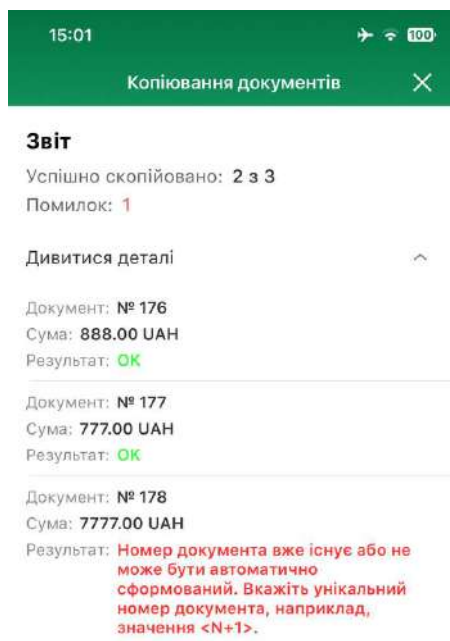 15:01
100
Копіювання документів
Звіт
Успішно скопійовано: 2 з 3
Помилок: 1
Дивитися деталі
Документ: № 176
Сума: 888.00 UAH
Результат: OK
Документ: № 177
Сума: 777.00 UAH
Результат: OK
Документ: № 178
Сума: 7777.00 UAH
Результат: Номер документа вже існує або не
може бути автоматично
сформований. Вкажіть унікальний
номер документа, наприклад,
значення <N+1>.